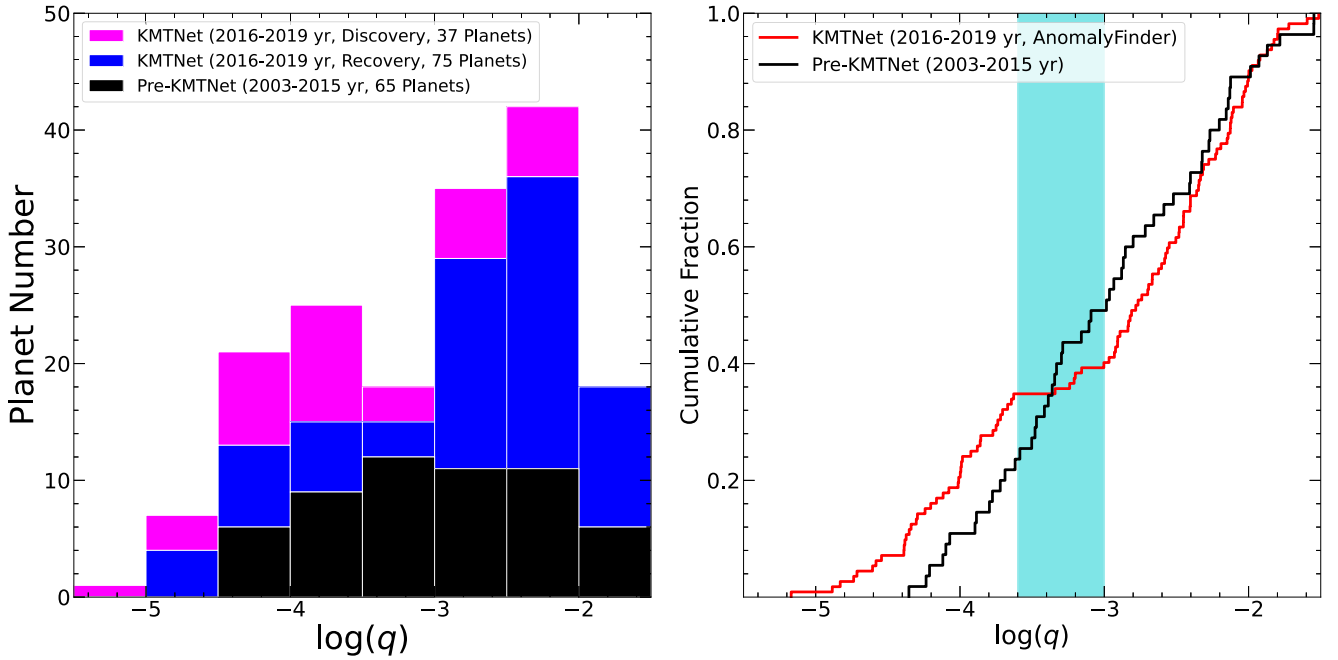 KMTNet (2016-2019 yr, Discovery, 37 Planets)
KMTNet (2016-2019 yr, Recovery, 75 Planets)
Pre-KMTNet (2003-2015 yr, 65 Planets)
Planet Number
50
40
30
20
10
0
−5
−4
−3
−2
log(q)
KMTNet (2016-2019 yr, AnomalyFinder)
Pre-KMTNet (2003-2015 yr)
Cumulative Fraction
1.0
0.8
0.6
0.4
0.2
−5
−4
−3
−2
log(q)